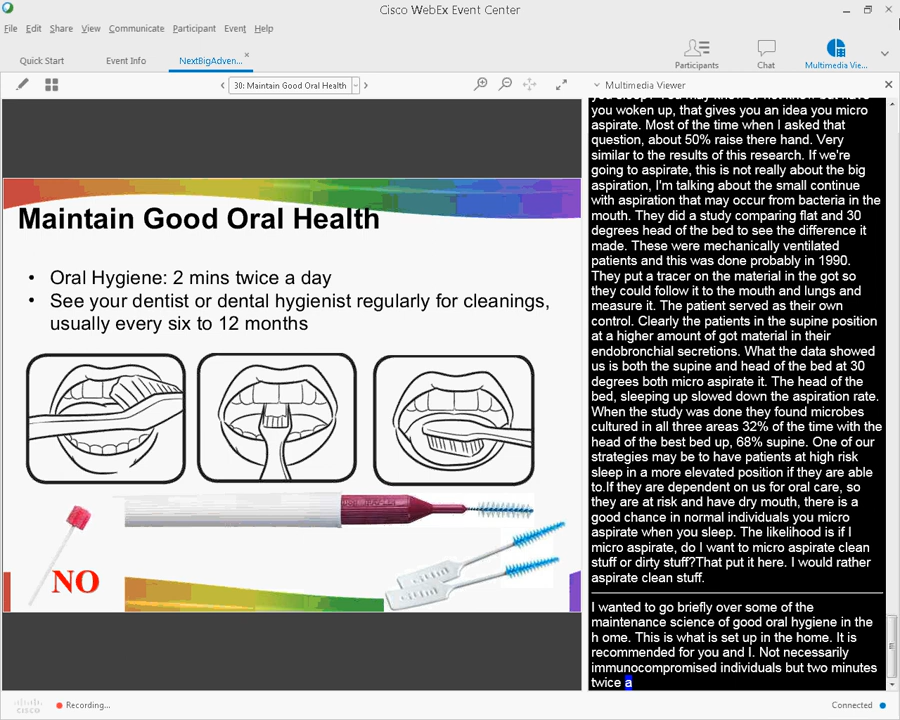 Cisco WebEx Event Center
File Edit Share View Communicate Participant Event Help
Quick Start
Event Info
NextBigAdven...
Participants
Chat
Multimedia Vie...
30: Maintain Good Oral Health
Multimedia Viewer
Maintain Good Oral Health
• Oral Hygiene: 2 mins twice a day
• See your dentist or dental hygienist regularly for cleanings,
usually every six to 12 months
NO
you woken up, that gives you an idea you micro
aspirate. Most of the time when I asked that
question, about 50% raise there hand. Very
similar to the results of this research. If we're
going to aspirate, this is not really about the big
aspiration, I'm talking about the small continue
with aspiration that may occur from bacteria in the
mouth. They did a study comparing flat and 30
degrees head of the bed to see the difference it
made. These were mechanically ventilated
patients and this was done probably in 1990.
They put a tracer on the material in the got so
they could follow it to the mouth and lungs and
measure it. The patient served as their own
control. Clearly the patients in the supine position
at a higher amount of got material in their
endobronchial secretions. What the data showed
us is both the supine and head of the bed at 30
degrees both micro aspirate it. The head of the
bed, sleeping up slowed down the aspiration rate.
When the study was done they found microbes
cultured in all three areas 32% of the time with the
head of the best bed up, 68% supine. One of our
strategies may be to have patients at high risk
sleep in a more elevated position if they are able
to.If they are dependent on us for oral care, so
they are at risk and have dry mouth, there is a
good chance in normal individuals you micro
aspirate when you sleep. The likelihood is if I
micro aspirate, do I want to micro aspirate clean
stuff or dirty stuff?That put it here. I would rather
aspirate clean stuff.
I wanted to go briefly over some of the
maintenance science of good oral hygiene in the
h ome. This is what is set up in the home. It is
recommended for you and I. Not necessarily
immunocompromised individuals but two minutes
twice a
cisco
Recording...
Connected